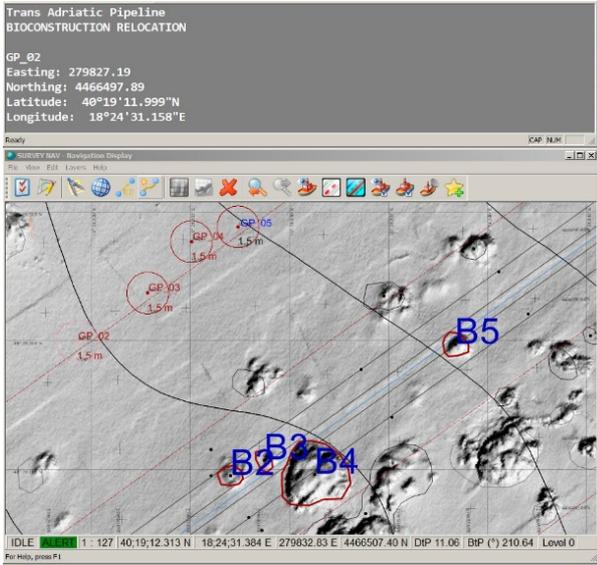 Trans Adriatic Pipeline
BIOCONSTRUCTION RELOCATION
GP_02
Easting: 279827.19
Northing: 4466497.89
Latitude: 40°19'11.999"N
Longitude: 18°24'31.158"E
Ready
CAP NUM
SURVEY NAV - Navigation Display
File View Edit Layers Help
GP_05
1,5 m
GP_04
1,5 m
GP_03
1,5 m
GP_02
1,5 m
B5
B3
B2
B4
IDLE ALERT 1 : 127 40;19;12.313 N 18;24;31.384 E 279832.83 E 4466507.40 N DtP 11.06 BtP (°) 210.64 Level 0
For Help, press F1